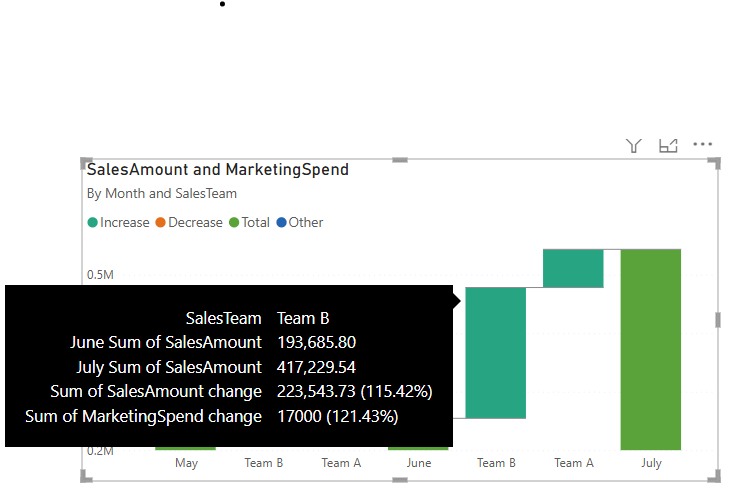 SalesAmount and MarketingSpend
By Month and SalesTeam
Increase Decrease Total Other
0.5M
SalesTeam Team B
June Sum of SalesAmount 193,685.80
July Sum of SalesAmount 417,229.54
Sum of SalesAmount change 223,543.73 (115.42%)
Sum of MarketingSpend change 17000 (121.43%)
0.2M
May Team B Team A June Team B Team A July